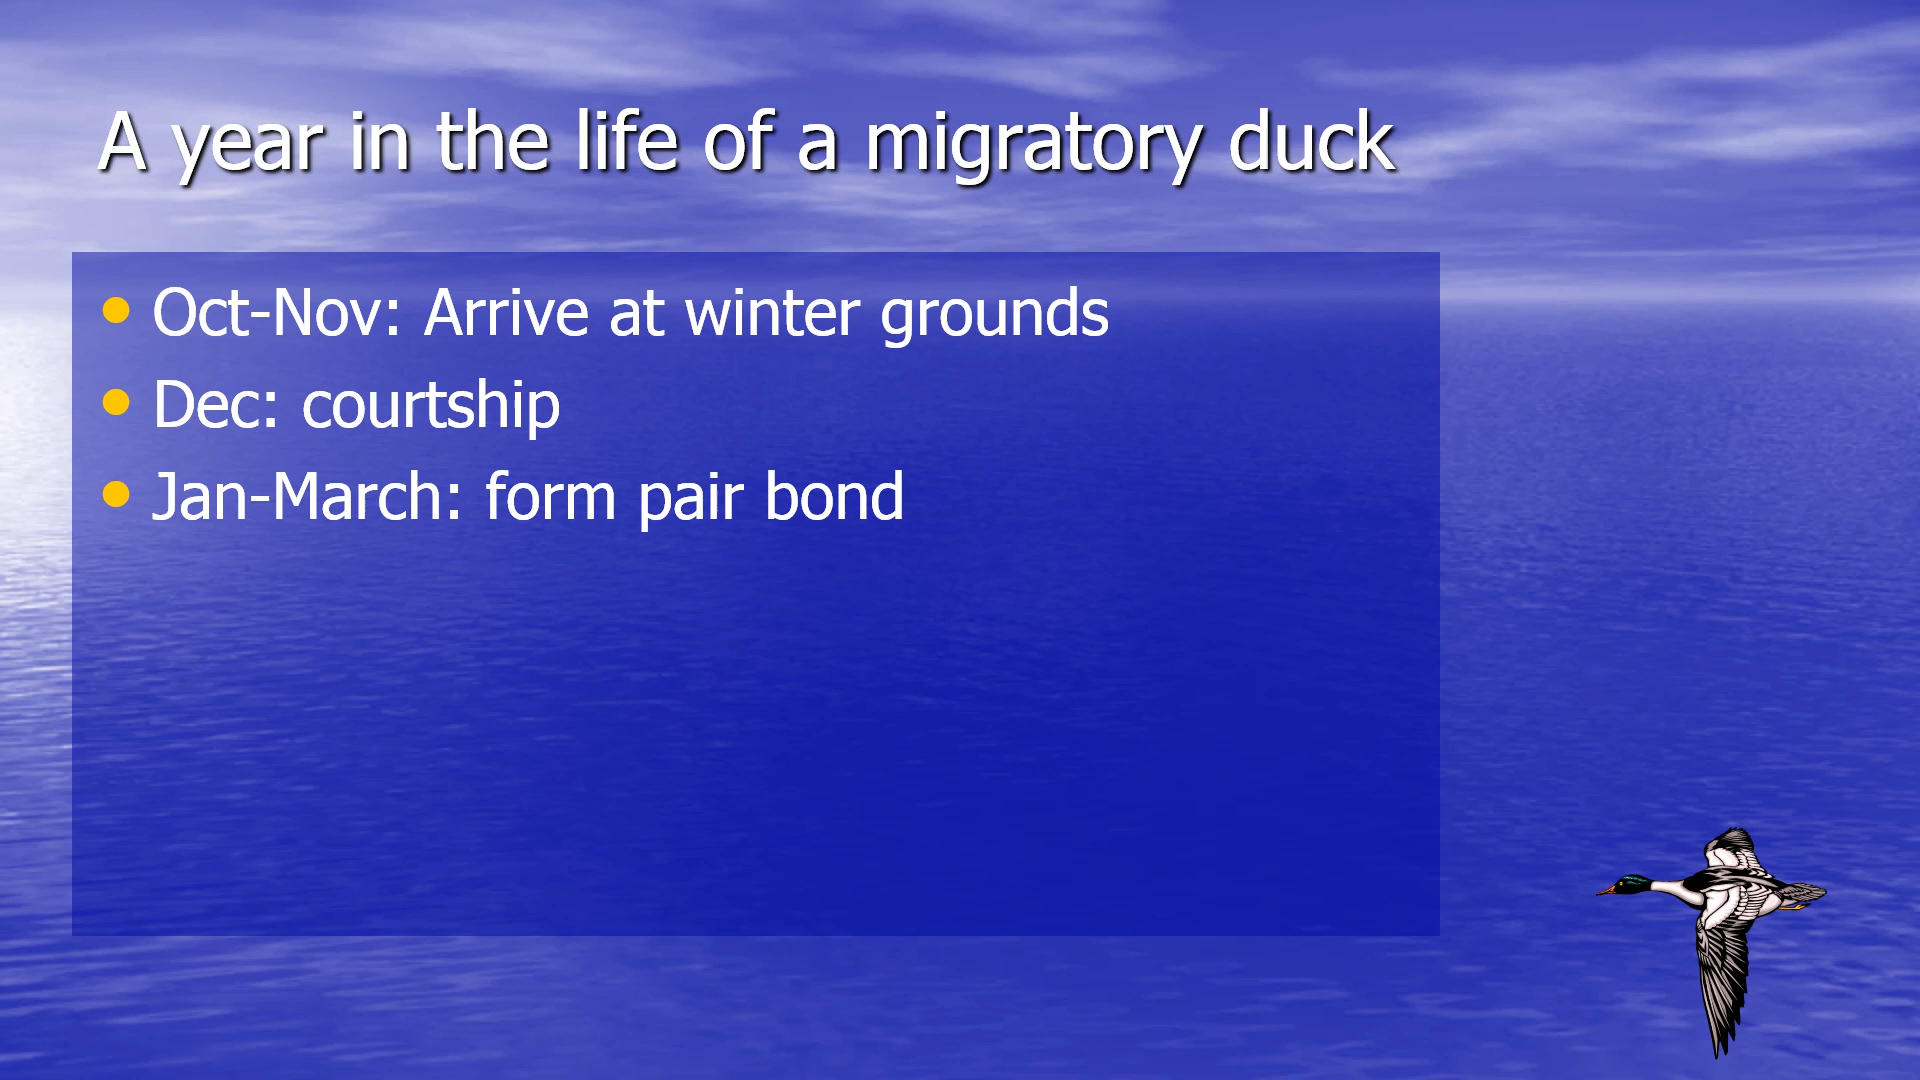 A year in the life of a migratory duck
• Oct-Nov: Arrive at winter grounds
• Dec: courtship
• Jan-March: form pair bond